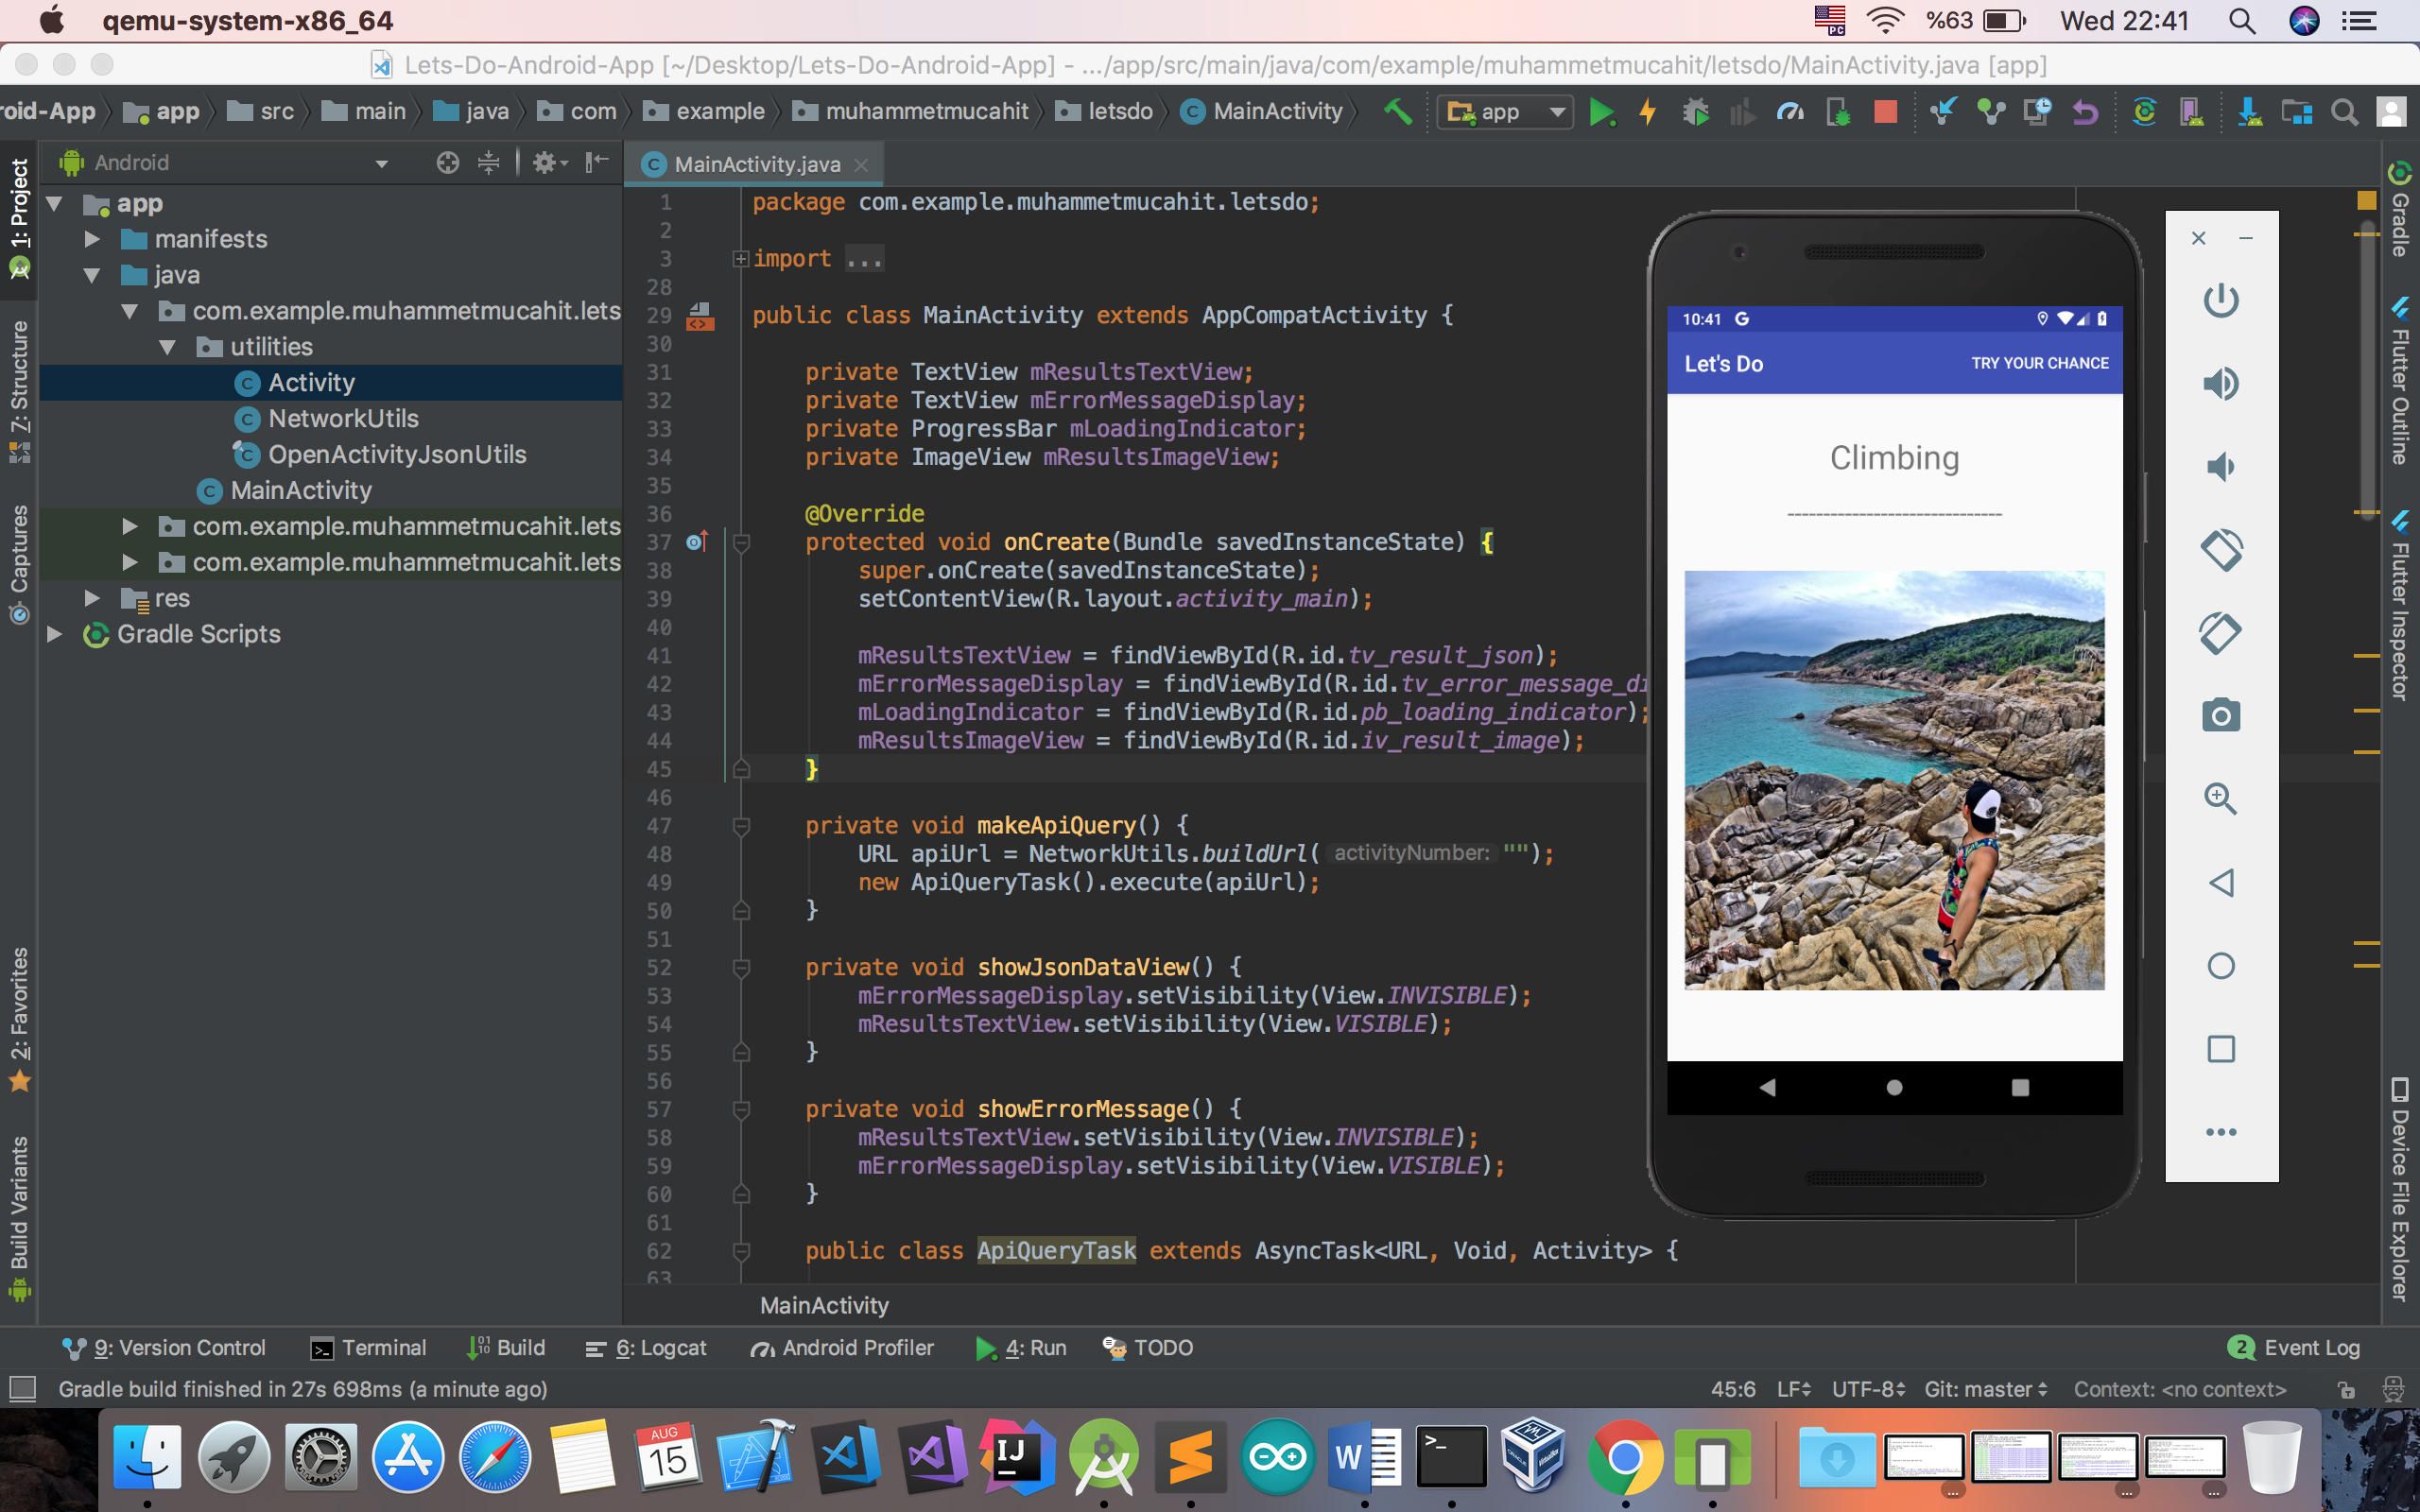 qemu-system-x86_64
PC %63 Wed 22:41
Lets-Do-Android-App [~/Desktop/Lets-Do-Android-App] - .../app/src/main/java/com/example/muhammetmucahit/letsdo/MainActivity.java [app]
roid-App app src main java com example muhammetmucahit letsdo MainActivity app
Android
MainActivity.java
1: Project
7: Structure
Captures
2: Favorites
Build Variants
app
manifests
java
com.example.muhammetmucahit.lets
utilities
Activity
NetworkUtils
OpenActivityJsonUtils
MainActivity
com.example.muhammetmucahit.lets
com.example.muhammetmucahit.lets
res
Gradle Scripts
1 package com.example.muhammetmucahit.letsdo;
2
3 import ...
28
29 public class MainActivity extends AppCompatActivity {
30
31 private TextView mResultsTextView;
32 private TextView mErrorMessageDisplay;
33 private ProgressBar mLoadingIndicator;
34 private ImageView mResultsImageView;
35
36 @Override
37 protected void onCreate(Bundle savedInstanceState) {
38 super.onCreate(savedInstanceState);
39 setContentView(R.layout.activity_main);
40
41 mResultsTextView = findViewById(R.id.tv_result_json);
42 mErrorMessageDisplay = findViewById(R.id.tv_error_message_di
43 mLoadingIndicator = findViewById(R.id.pb_loading_indicator);
44 mResultsImageView = findViewById(R.id.iv_result_image);
45 }
46
47 private void makeApiQuery() {
48 URL apiUrl = NetworkUtils.buildUrl( activityNumber: "");
49 new ApiQueryTask().execute(apiUrl);
50 }
51
52 private void showJsonDataView() {
53 mErrorMessageDisplay.setVisibility(View.INVISIBLE);
54 mResultsTextView.setVisibility(View.VISIBLE);
55 }
56
57 private void showErrorMessage() {
58 mResultsTextView.setVisibility(View.INVISIBLE);
59 mErrorMessageDisplay.setVisibility(View.VISIBLE);
60 }
61
62 public class ApiQueryTask extends AsyncTask<URL, Void, Activity> {
63
MainActivity
10:41 G
Let's Do TRY YOUR CHANCE
Climbing
------------------------------
Gradle
Flutter Outline
Flutter Inspector
Device File Explorer
9: Version Control Terminal Build 6: Logcat Android Profiler 4: Run TODO 2 Event Log
Gradle build finished in 27s 698ms (a minute ago) 45:6 LF UTF-8 Git: master Context: <no context>
AUG
15
IJ
W
>_